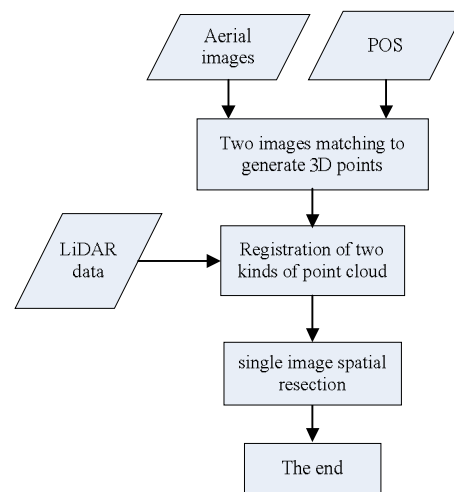 Aerial
images
POS
Two images matching to
generate 3D points
LiDAR
data
Registration of two
kinds of point cloud
single image spatial
resection
The end